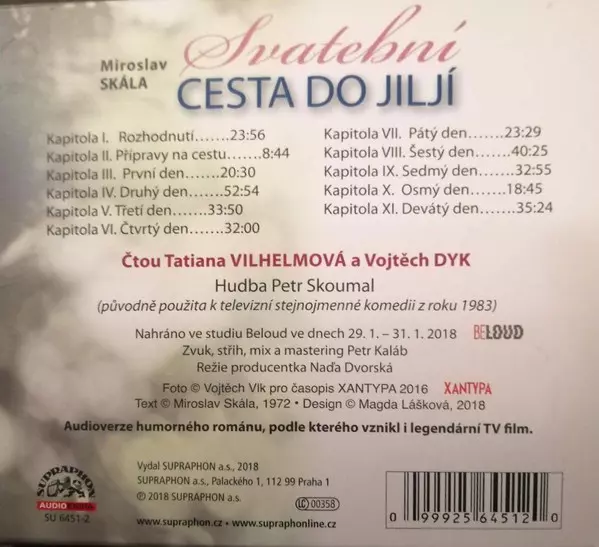 Miroslav
SKÁLA
Svatební
CESTA DO JILJÍ
Kapitola I. Rozhodnutí.......23:56
Kapitola II. Přípravy na cestu...8:44
Kapitola III. První den.........20:30
Kapitola IV. Druhý den.......52:54
Kapitola V. Třetí den.........33:50
Kapitola VI. Čtvrtý den.......32:00
Kapitola VII. Pátý den.........23:29
Kapitola VIII. Šestý den.......40:25
Kapitola IX. Sedmý den.......32:55
Kapitola X. Osmý den.......18:45
Kapitola XI. Devátý den......35:24
Čtou Tatiana VILHELMOVÁ a Vojtěch DYK
Hudba Petr Skoumal
(původně použita k televizní stejnojmenné komedii z roku 1983)
Nahráno ve studiu Beloud ve dnech 29. 1. – 31. 1. 2018 BELOUD
Zvuk, střih, mix a mastering Petr Kaláb
Režie producentka Naďa Dvorská
Foto © Vojtěch Vlk pro časopis XANTYPA 2016 XANTYPA
Text © Miroslav Skála, 1972 • Design © Magda Lášková, 2018
Audioverze humorného románu, podle kterého vznikl i legendární TV film.
Vydal SUPRAPHON a.s., 2018
SUPRAPHON a.s., Palackého 1, 112 99 Praha 1
℗ 2018 SUPRAPHON a.s.
LC 00358
www.supraphon.cz • www.supraphonline.cz
SUPRAPHON
AUDIOKNIHA
SU 6451-2
0 99925 64512 0